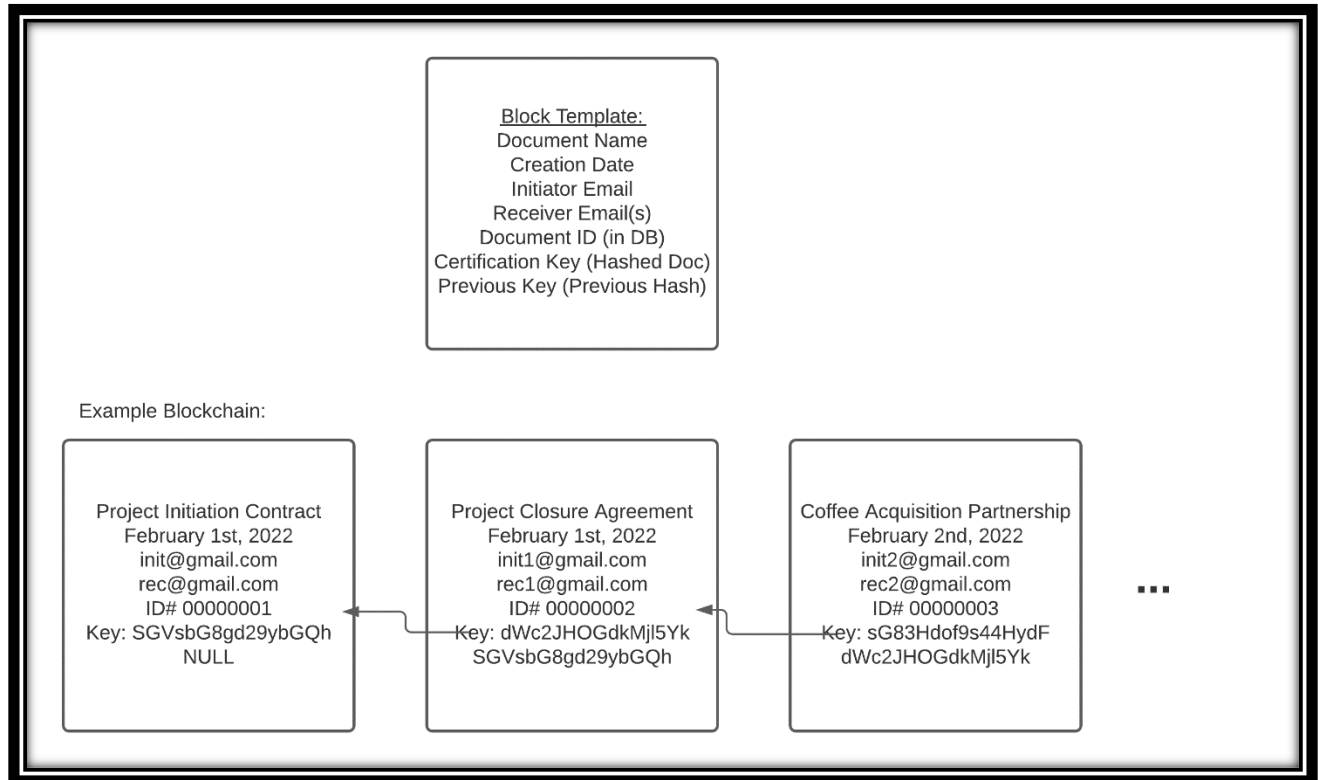 Block Template:
Document Name
Creation Date
Initiator Email
Receiver Email(s)
Document ID (in DB)
Certification Key (Hashed Doc)
Previous Key (Previous Hash)
Example Blockchain:
Project Initiation Contract
February 1st, 2022
init@gmail.com
rec@gmail.com
ID# 00000001
Key: SGVsbG8gd29ybGQh
NULL
Project Closure Agreement
February 1st, 2022
init1@gmail.com
rec1@gmail.com
ID# 00000002
Key: dWc2JHOGdkMjl5Yk
SGVsbG8gd29ybGQh
Coffee Acquisition Partnership
February 2nd, 2022
init2@gmail.com
rec2@gmail.com
ID# 00000003
Key: sG83Hdof9s44HydF
dWc2JHOGdkMjl5Yk
...